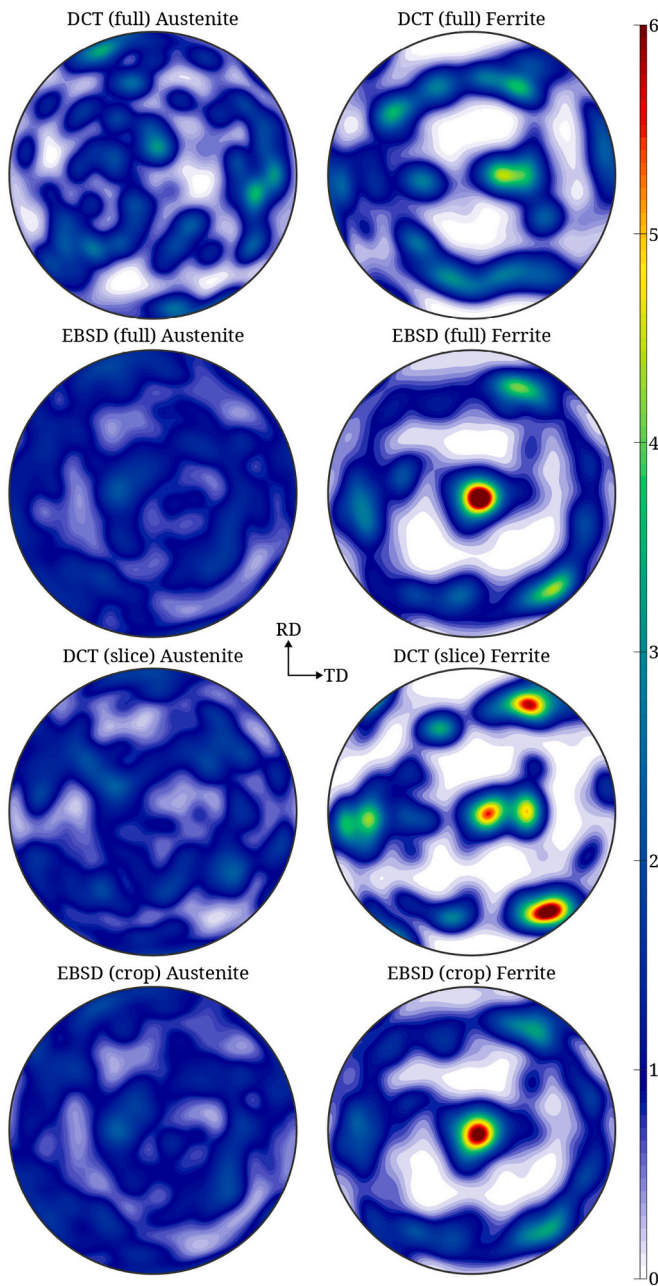 DCT (full) Austenite
DCT (full) Ferrite
6
5
EBSD (full) Austenite
EBSD (full) Ferrite
4
RD
TD
3
DCT (slice) Austenite
DCT (slice) Ferrite
2
EBSD (crop) Austenite
EBSD (crop) Ferrite
1
0